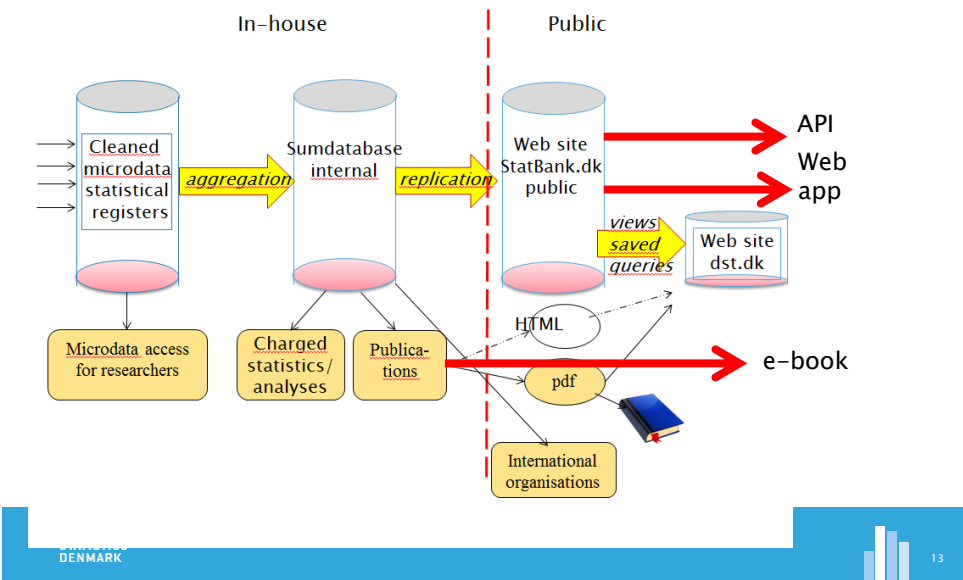 In-house
Public
Cleaned
microdata
statistical
registers
aggregation
Sumdatabase
internal
replication
Web site
StatBank.dk
public
API
Web
app
views
saved
queries
Web site
dst.dk
Microdata access
for researchers
Charged
statistics/
analyses
Publica-
tions
HTML
pdf
e-book
International
organisations
DENMARK
13